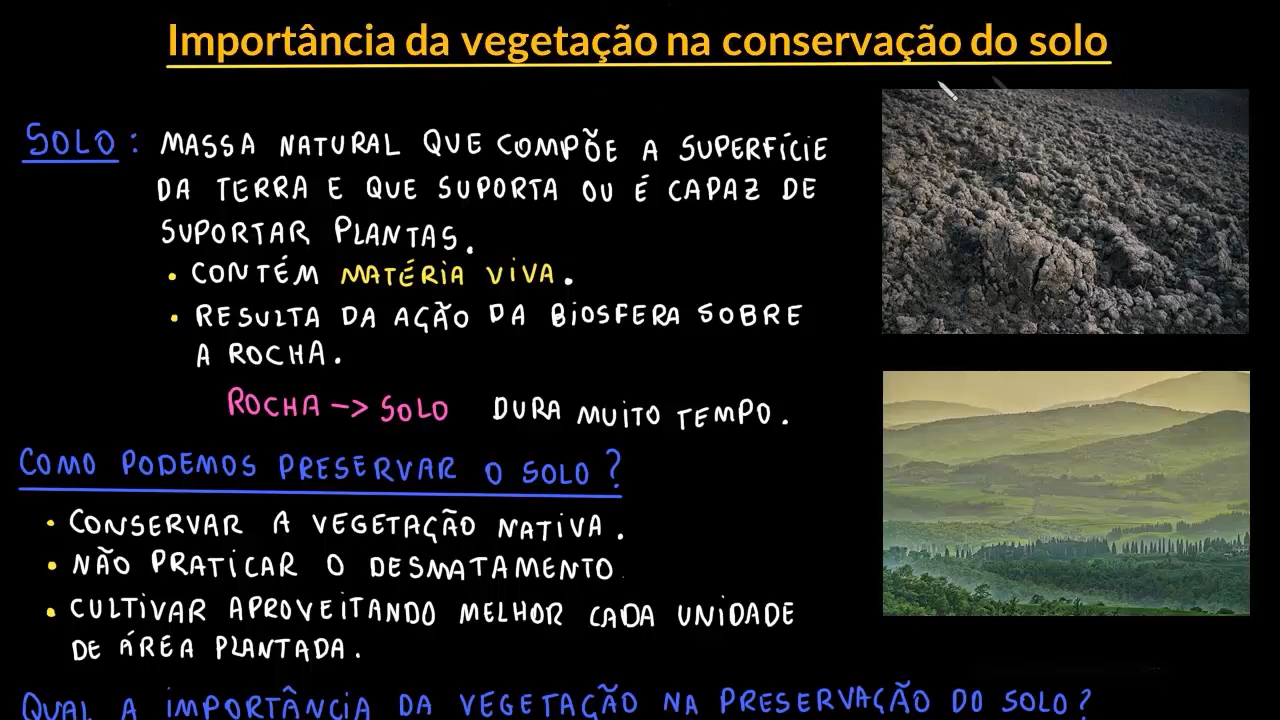 Importância da vegetação na conservação do solo
SOLO: MASSA NATURAL QUE COMPÕE A SUPERFÍCIE
DA TERRA E QUE SUPORTA OU É CAPAZ DE
SUPORTAR PLANTAS.
• CONTÉM MATÉRIA VIVA.
• RESULTA DA AÇÃO DA BIOSFERA SOBRE
A ROCHA.
ROCHA -> SOLO DURA MUITO TEMPO.
COMO PODEMOS PRESERVAR O SOLO?
• CONSERVAR A VEGETAÇÃO NATIVA.
• NÃO PRATICAR O DESMATAMENTO
• CULTIVAR APROVEITANDO MELHOR CADA UNIDADE
DE ÁREA PLANTADA.
QUAL A IMPORTÂNCIA DA VEGETAÇÃO NA PRESERVAÇÃO DO SOLO?